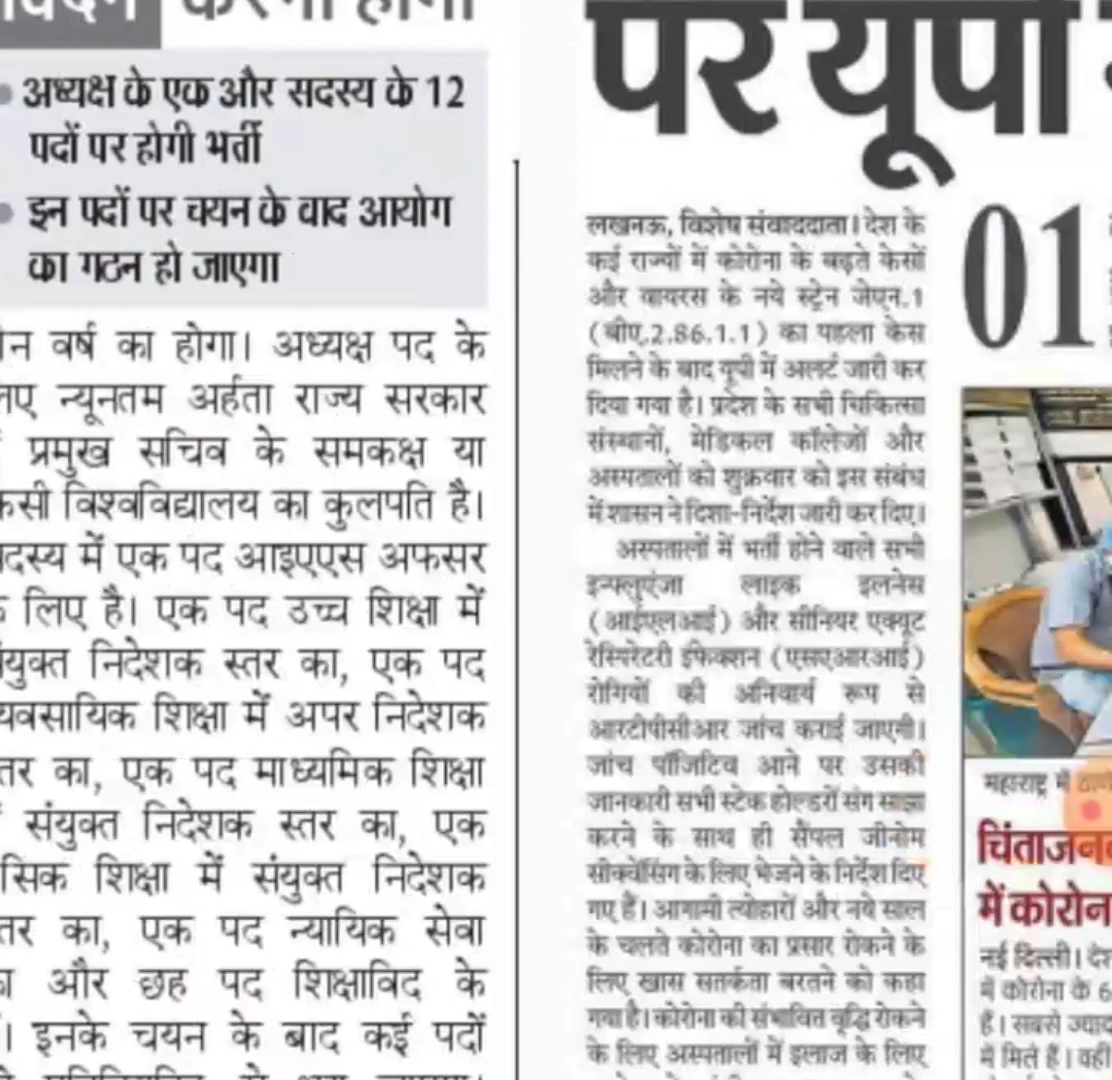 करना होगा
अध्यक्ष के एक और सदस्य के 12
पदों पर होगी भर्ती
इन पदों पर चयन के बाद आयोग
का गठन हो जाएगा
वर्ष का होगा। अध्यक्ष पद के
न्यूनतम अर्हता राज्य सरकार
प्रमुख सचिव के समकक्ष या
विश्वविद्यालय का कुलपति है।
में एक पद आइएएस अफसर
लिए है। एक पद उच्च शिक्षा में
निदेशक स्तर का, एक पद
शिक्षा में अपर निदेशक
का, एक पद माध्यमिक शिक्षा
संयुक्त निदेशक स्तर का, एक
शिक्षा में संयुक्त निदेशक
का, एक पद न्यायिक सेवा
और छह पद शिक्षाविद के
इनके चयन के बाद कई पदों
पर यूपी
लखनऊ, विशेष संवाददाता। देश के
कई राज्यों में कोरोना के बढ़ते केसों
और वायरस के नये स्ट्रेन जेएन.1
(बीए.2.86.1.1) का पहला केस
मिलने के बाद यूपी में अलर्ट जारी कर
दिया गया है। प्रदेश के सभी चिकित्सा
संस्थानों, मेडिकल कॉलेजों और
अस्पतालों को शुक्रवार को इस संबंध
में शासन ने दिशा-निर्देश जारी कर दिए।
अस्पतालों में भर्ती होने वाले सभी
इन्फ्लुएंजा लाइक इलनेस
(आईएलआई) और सीनियर एक्यूट
रेस्पिरेटरी इंफेक्शन (एसएआरआई)
रोगियों की अनिवार्य रूप से
आरटीपीसीआर जांच कराई जाएगी।
जांच पॉजिटिव आने पर उसकी
जानकारी सभी स्टेक होल्डरों संग साझा
करने के साथ ही सैंपल जीनोम
सीक्वेंसिंग के लिए भेजने के निर्देश दिए
गए हैं। आगामी त्योहारों और नये साल
के चलते कोरोना का प्रसार रोकने के
लिए खास सतर्कता बरतने को कहा
गया है। कोरोना की संभावित वृद्धि रोकने
के लिए अस्पतालों में इलाज के लिए
01
महाराष्ट्र में
चिंताजनक
में कोरोन
नई दिल्ली।
में कोरोना के 6
हैं। सबसे
में मिले हैं। वहीं